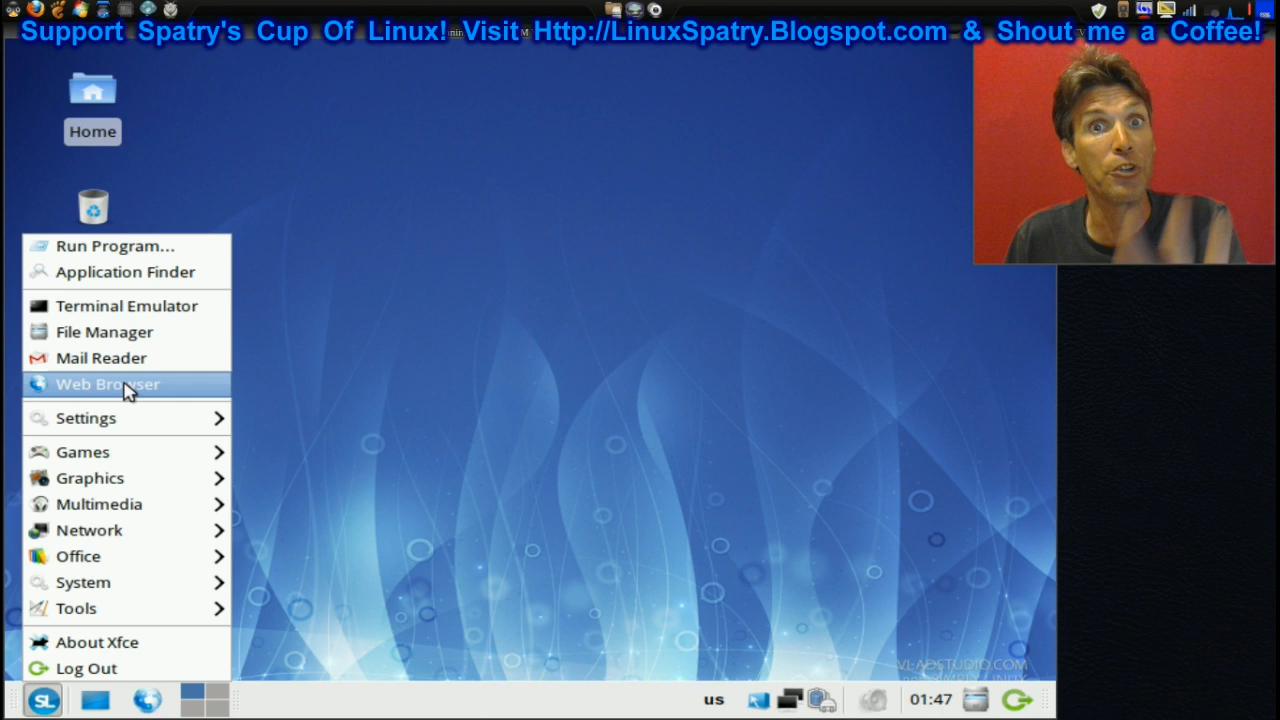 Support Spatry's Cup Of Linux! Visit Http://LinuxSpatry.Blogspot.com & Shout me a Coffee!
Home
Run Program...
Application Finder
Terminal Emulator
File Manager
Mail Reader
Web Browser
Settings
Games
Graphics
Multimedia
Network
Office
System
Tools
About Xfce
Log Out
VLADSTUDIO.COM
SL
us
01:47